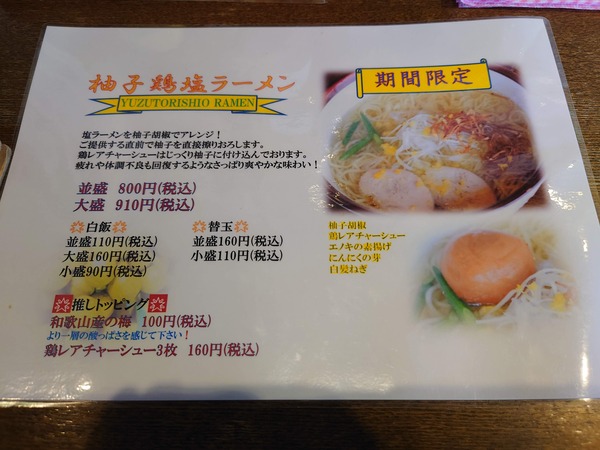 柚子鶏塩ラーメン
YUZUTORISHIO RAMEN
期間限定
塩ラーメンを柚子胡椒でアレンジ！
ご提供する直前で柚子を直接擦りおろします。
鶏レアチャーシューはじっくり柚子に付け込んでおります。
疲れや体調不良も回復するようなさっぱり爽やかな味わい！
並盛 800円(税込)
大盛 910円(税込)
白飯
並盛110円(税込)
大盛160円(税込)
小盛90円(税込)
替玉
並盛160円(税込)
小盛110円(税込)
柚子胡椒
鶏レアチャーシュー
エノキの素揚げ
にんにくの芽
白髪ねぎ
推しトッピング
和歌山産の梅 100円(税込)
より一層の酸っぱさを感じて下さい！
鶏レアチャーシュー3枚 160円(税込)